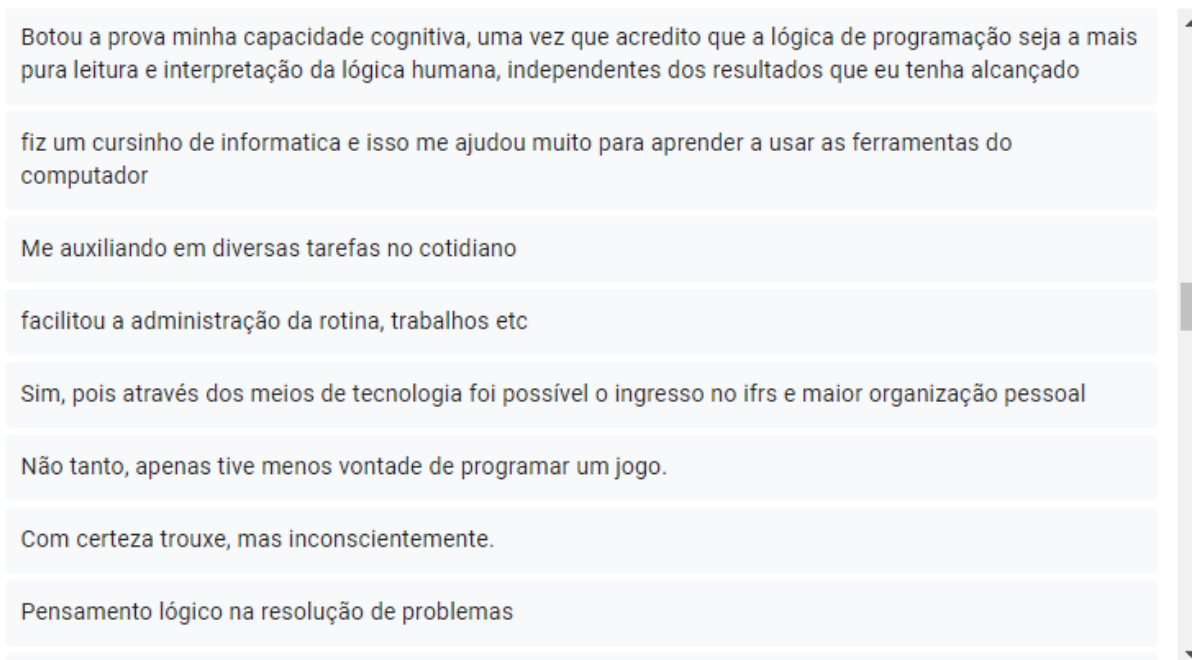 Botou a prova minha capacidade cognitiva, uma vez que acredito que a lógica de programação seja a mais
pura leitura e interpretação da lógica humana, independentes dos resultados que eu tenha alcançado
fiz um cursinho de informatica e isso me ajudou muito para aprender a usar as ferramentas do
computador
Me auxiliando em diversas tarefas no cotidiano
facilitou a administração da rotina, trabalhos etc
Sim, pois através dos meios de tecnologia foi possível o ingresso no ifrs e maior organização pessoal
Não tanto, apenas tive menos vontade de programar um jogo.
Com certeza trouxe, mas inconscientemente.
Pensamento lógico na resolução de problemas